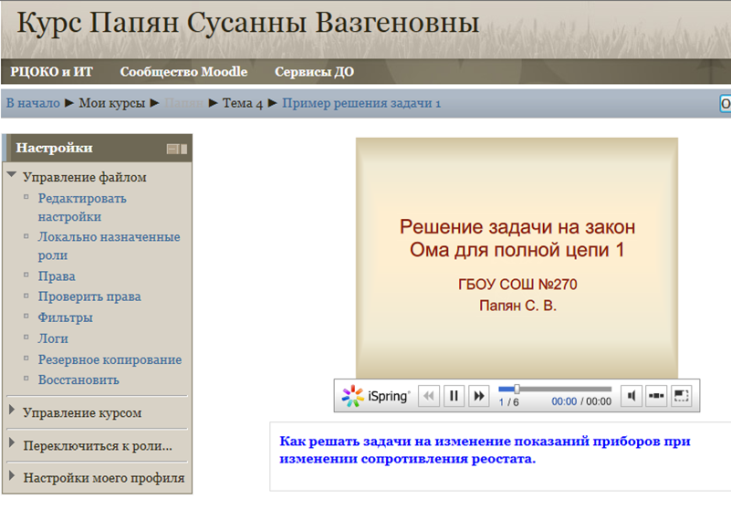 Курс Папян Сусанны Вазгеновны
РЦОКО и ИТ Сообщество Moodle Сервисы ДО
В начало ► Мои курсы ► Папян ► Тема 4 ► Пример решения задачи 1
Настройки
Управление файлом
Редактировать
настройки
Локально назначенные
роли
Права
Проверить права
Фильтры
Логи
Резервное копирование
Восстановить
Управление курсом
Переключиться к роли...
Настройки моего профиля
Решение задачи на закон
Ома для полной цепи 1
ГБОУ СОШ №270
Папян С. В.
iSpring
1 / 6 00:00 / 00:00
Как решать задачи на изменение показаний приборов при
изменении сопротивления реостата.